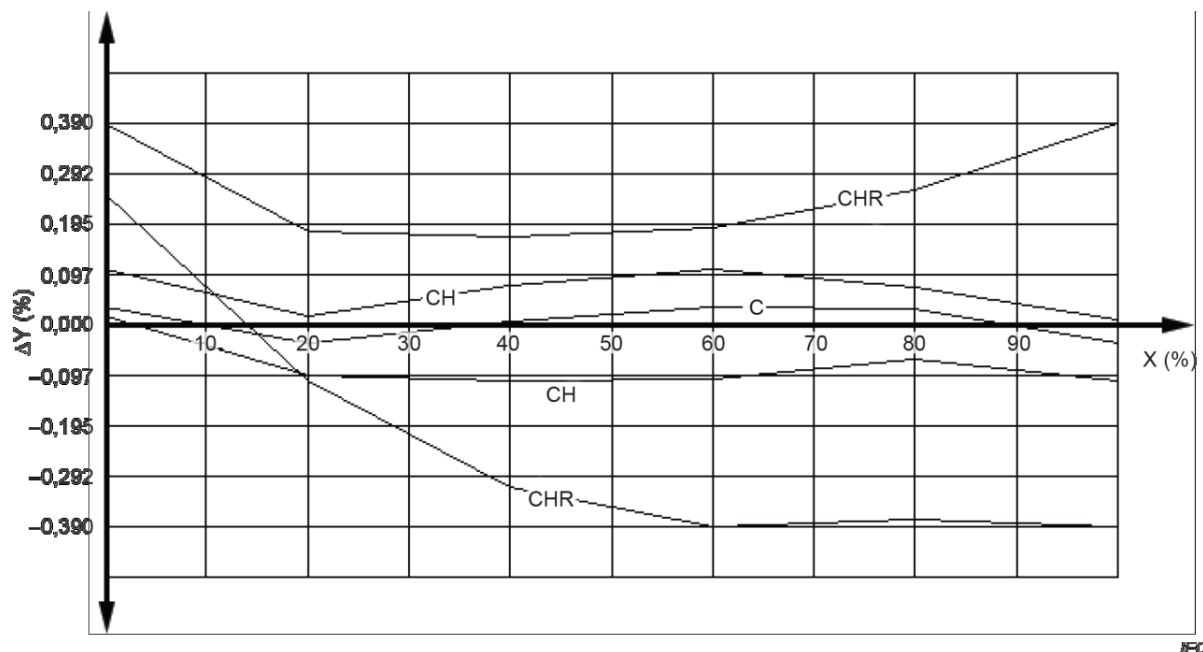 0,390
0,292
CHR
0,195
0,097
CH
C
0,000
10 20 30 40 50 60 70 80 90
X (%)
–0,097
CH
–0,195
–0,292
CHR
–0,390
ΔY (%)
IEC